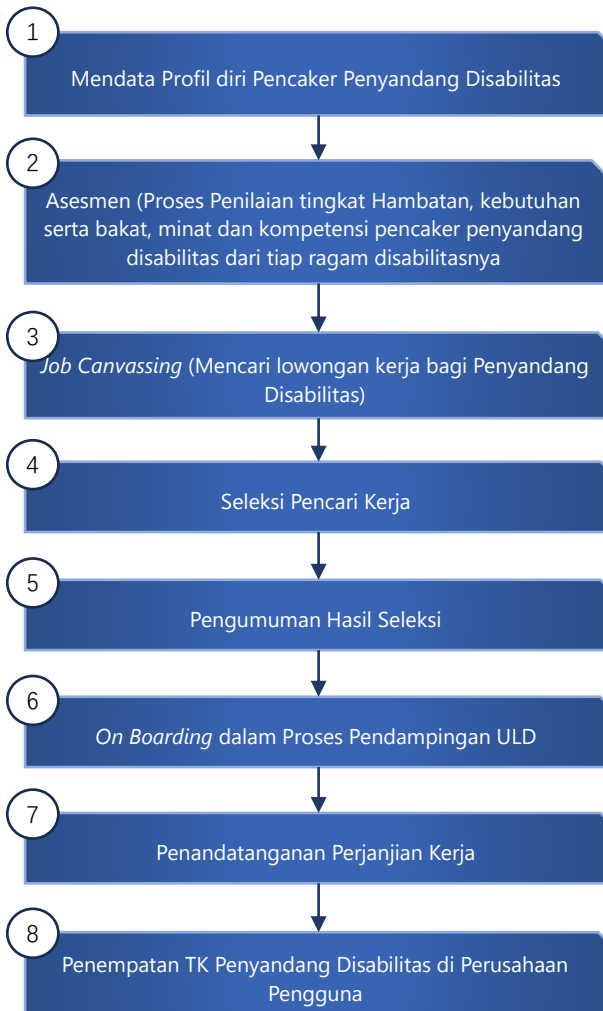 1
Mendata Profil diri Pencaker Penyandang Disabilitas
2
Asesmen (Proses Penilaian tingkat Hambatan, kebutuhan
serta bakat, minat dan kompetensi pencaker penyandang
disabilitas dari tiap ragam disabilitasnya
3
Job Canvassing (Mencari lowongan kerja bagi Penyandang
Disabilitas)
4
Seleksi Pencari Kerja
5
Pengumuman Hasil Seleksi
6
On Boarding dalam Proses Pendampingan ULD
7
Penandatanganan Perjanjian Kerja
8
Penempatan TK Penyandang Disabilitas di Perusahaan
Pengguna